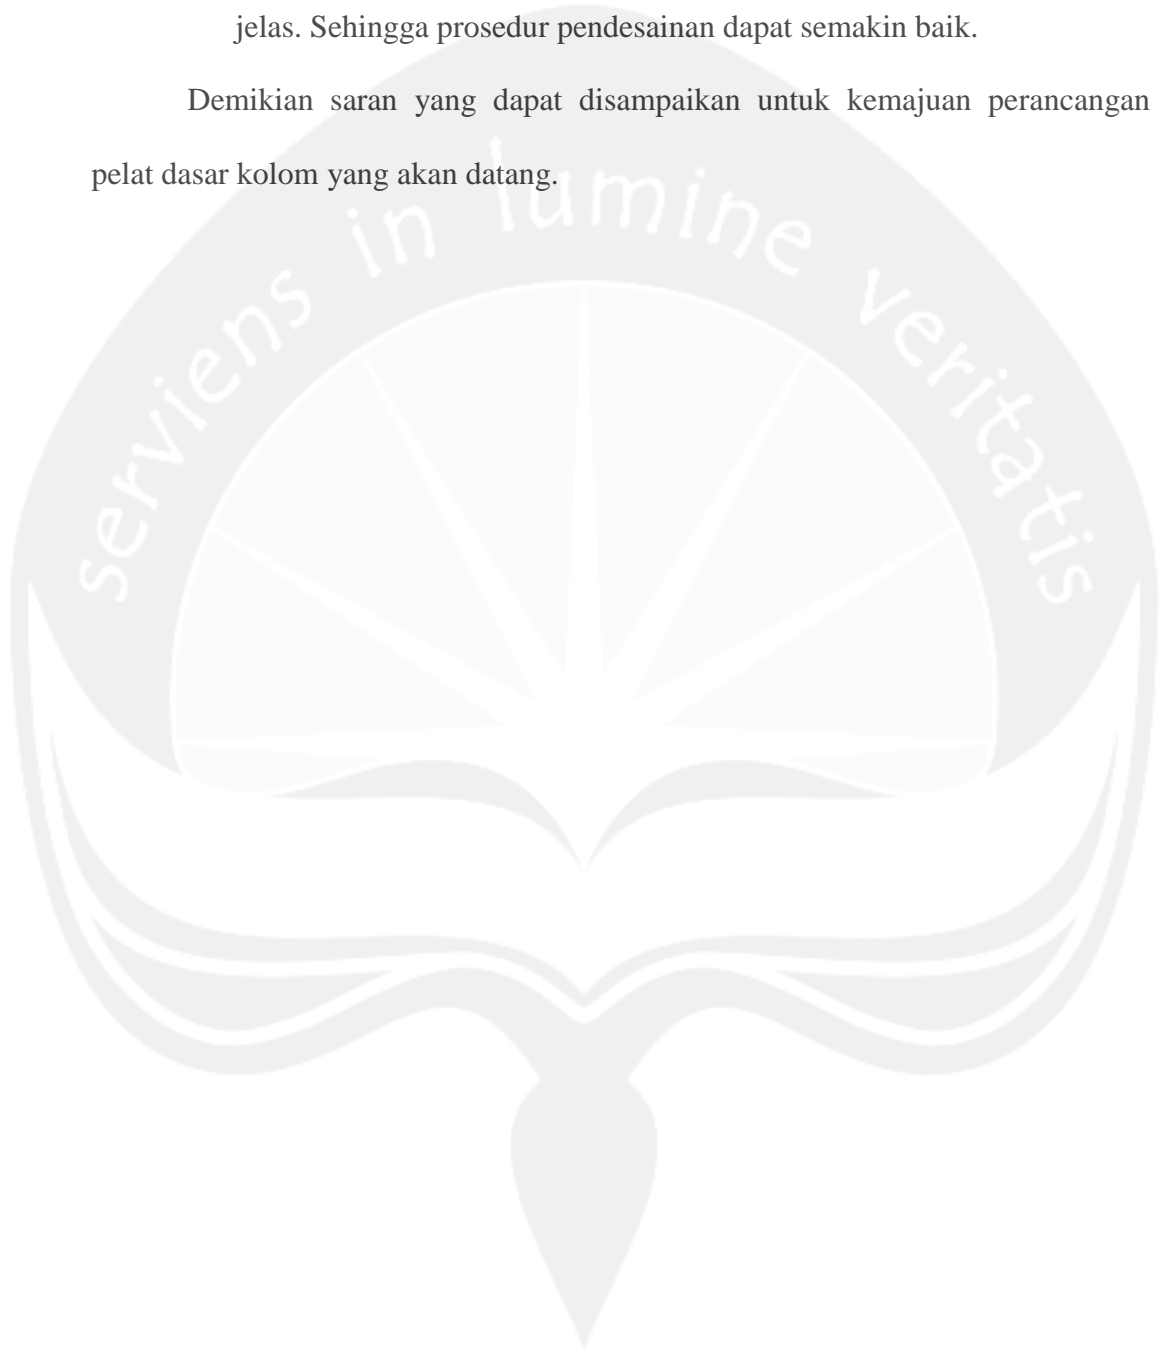 jelas. Sehingga prosedur pendesainan dapat semakin baik.
Demikian saran yang dapat disampaikan untuk kemajuan perancangan
pelat dasar kolom yang akan datang.
serviens in lumine veritatis